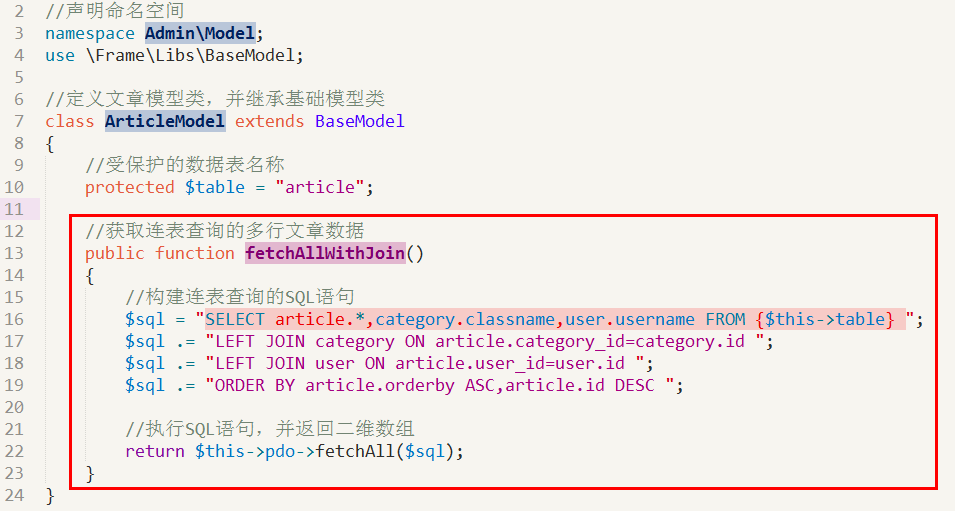 2 //声明命名空间
3 namespace Admin\Model;
4 use \Frame\Libs\BaseModel;
5
6 //定义文章模型类，并继承基础模型类
7 class ArticleModel extends BaseModel
8 {
9     //受保护的数据表名称
10     protected $table = "article";
11
12     //获取连表查询的多行文章数据
13     public function fetchAllWithJoin()
14     {
15         //构建连表查询的SQL语句
16         $sql = "SELECT article.*,category.classname,user.username FROM {$this->table} ";
17         $sql .= "LEFT JOIN category ON article.category_id=category.id ";
18         $sql .= "LEFT JOIN user ON article.user_id=user.id ";
19         $sql .= "ORDER BY article.orderby ASC,article.id DESC ";
20
21         //执行SQL语句，并返回二维数组
22         return $this->pdo->fetchAll($sql);
23     }
24 }